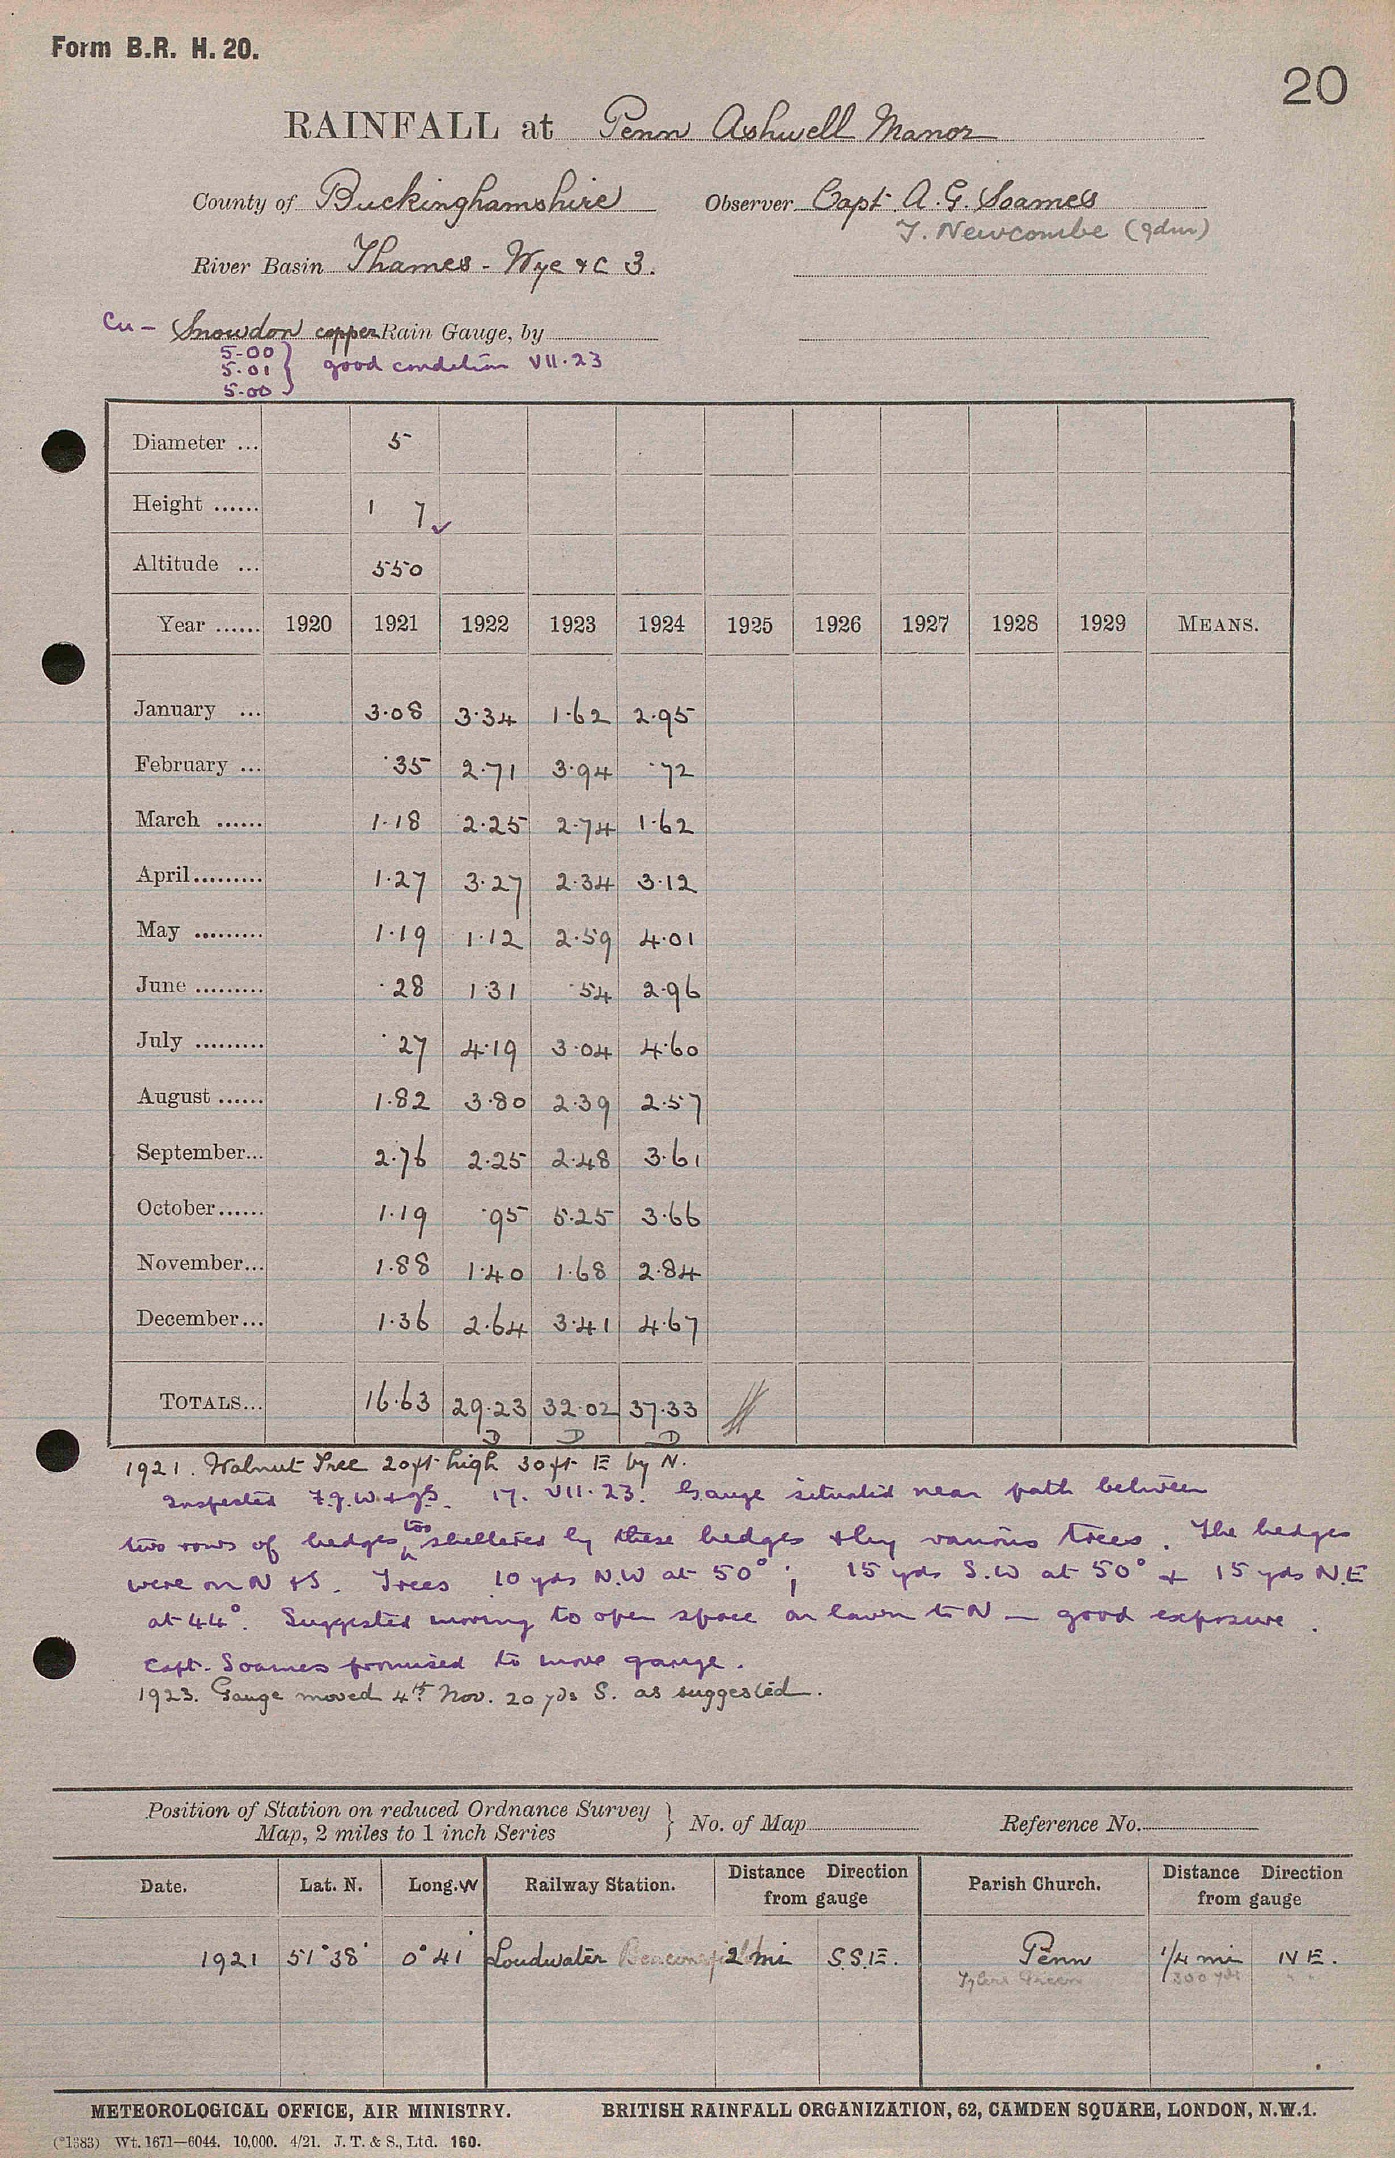 Form B.R. H. 20.
20
RAINFALL at Penn Ashwell Manor
County of Buckinghamshire Observer Capt. A. G. Soames
T. Newcombe (gdnr)
River Basin Thames - Wye & C 3.
Cu - Snowdon copper Rain Gauge, by
5.00
5.01 } good condition VII.23
5.00
Diameter ... 5
Height ...... 1 7 ✓
Altitude ... 550
Year ...... 1920 1921 1922 1923 1924 1925 1926 1927 1928 1929 MEANS.
January ... 3.08 3.34 1.62 2.95
February ... .35 2.71 3.94 .72
March ...... 1.18 2.25 2.74 1.62
April......... 1.27 3.27 2.34 3.12
May ......... 1.19 1.12 2.59 4.01
June ......... .28 1.31 .54 2.96
July ......... .27 4.19 3.04 4.60
August ...... 1.82 3.80 2.39 2.57
September... 2.76 2.25 2.48 3.61
October...... 1.19 .95 5.25 3.66
November... 1.88 1.40 1.68 2.84
December... 1.36 2.64 3.41 4.67
TOTALS... 16.63 29.23 32.02 37.33
D D D
1921. Walnut Tree 20ft high 30ft E by N.
Inspected 17.VII.23. Gauge situated near path between
two rows of hedges too sheltered by these hedges & by various trees. The hedges
were on N & S. Trees 10 yds N.W at 50°; 15 yds S.W at 50° + 15 yds N.E
at 44°. Suggested moving to open space on lawn to N — good exposure.
Capt. Soames promised to move gauge.
1923. Gauge moved 4th Nov. 20 yds S. as suggested.
Position of Station on reduced Ordnance Survey
Map, 2 miles to 1 inch Series } No. of Map Reference No.
Date. Lat. N. Long. W Railway Station. Distance Direction from gauge Parish Church. Distance Direction from gauge
1921 51°38' 0°41' Loudwater Beaconsfield 2 mi S.S.E. Penn 1/4 mi N E.
Tylers Green 300 yds " "
METEOROLOGICAL OFFICE, AIR MINISTRY. BRITISH RAINFALL ORGANIZATION, 62, CAMDEN SQUARE, LONDON, N.W.1.
(*1383) Wt. 1671—6044. 10,000. 4/21. J. T. & S., Ltd. 160.